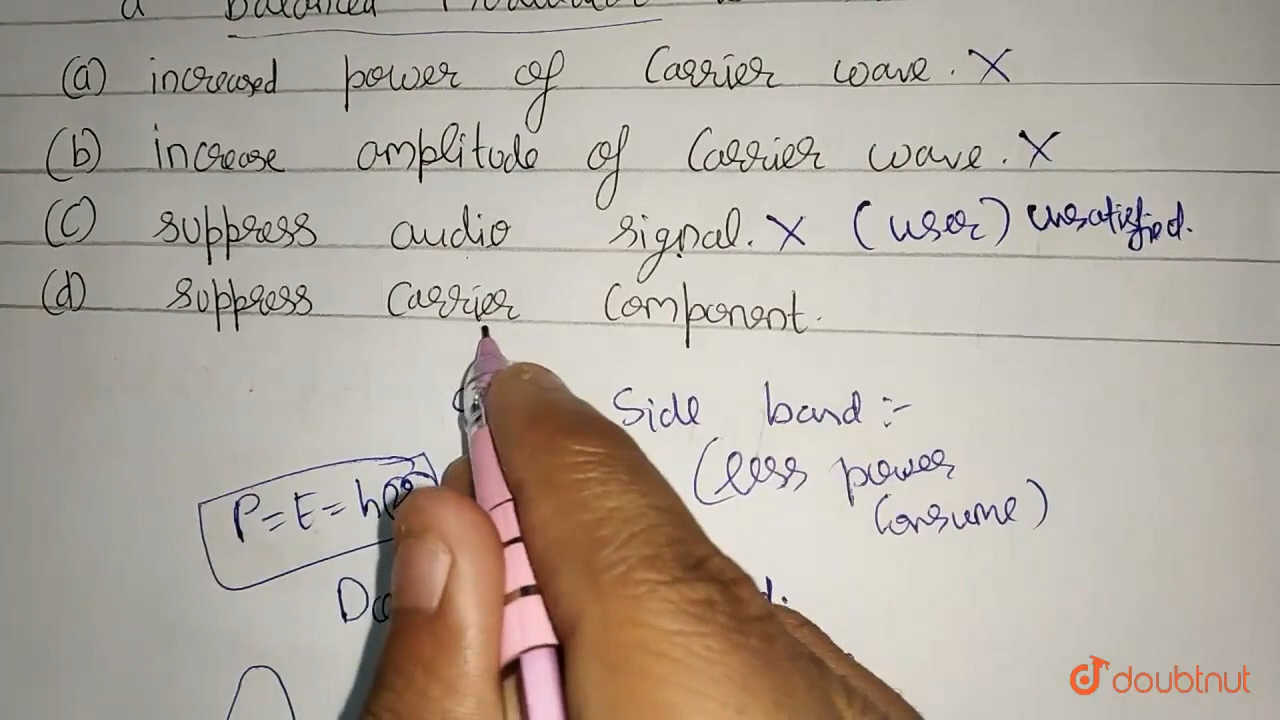 a Balanced
(a) increased power of Carrier wave. X
(b) increase amplitude of Carrier wave. X
(c) suppress audio signal. X (user) unsatisfied.
(d) suppress Carrier Component.
Side band :-
(less power
Consume)
P = E = h
doubtnut